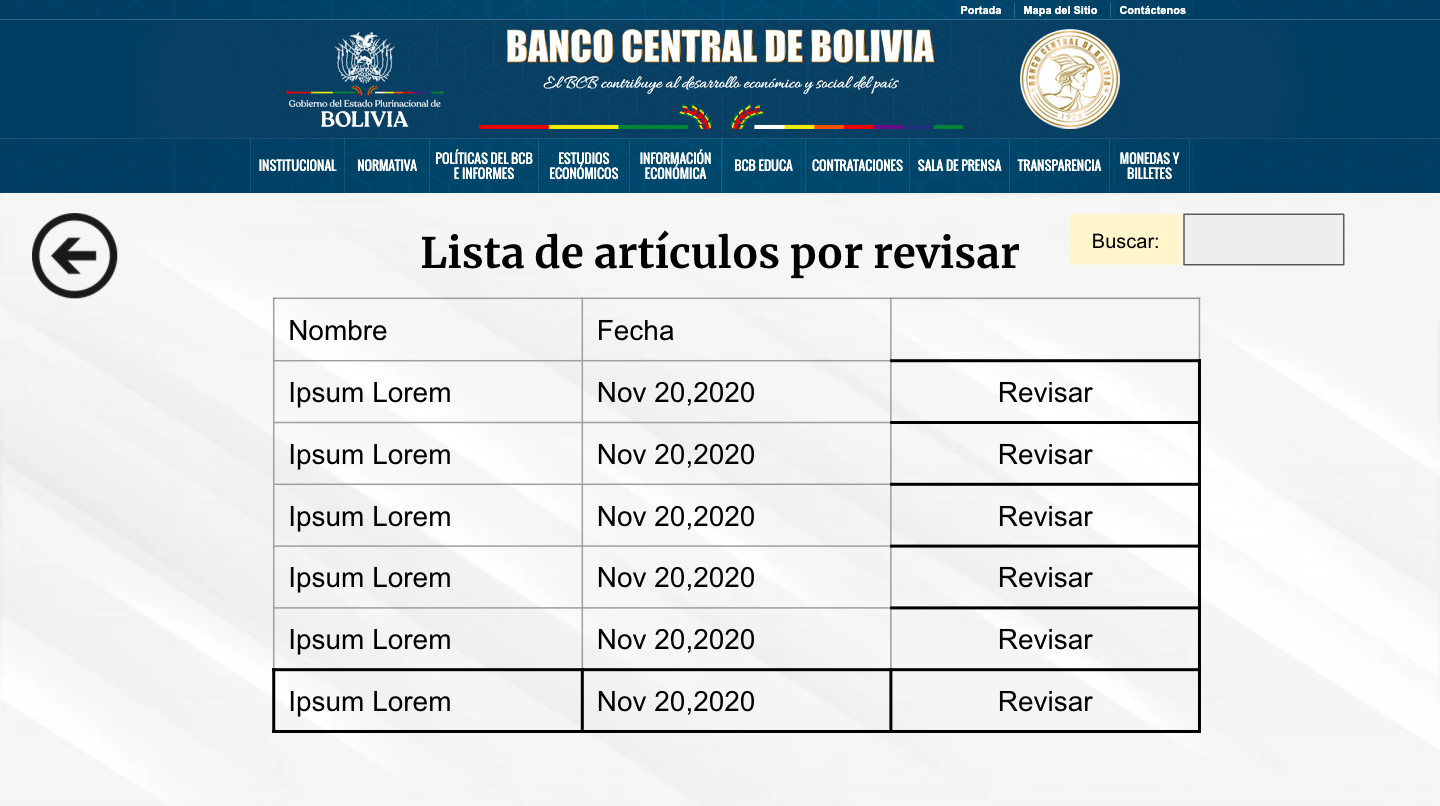 Portada Mapa del Sitio Contáctenos
BANCO CENTRAL DE BOLIVIA
El BCB contribuye al desarrollo económico y social del país
Gobierno del Estado Plurinacional de
BOLIVIA
BANCO CENTRAL DE BOLIVIA
1928
INSTITUCIONAL NORMATIVA POLÍTICAS DEL BCB E INFORMES ESTUDIOS ECONÓMICOS INFORMACIÓN ECONÓMICA BCB EDUCA CONTRATACIONES SALA DE PRENSA TRANSPARENCIA MONEDAS Y BILLETES
Lista de artículos por revisar
Buscar:
Nombre Fecha
Ipsum Lorem Nov 20,2020 Revisar
Ipsum Lorem Nov 20,2020 Revisar
Ipsum Lorem Nov 20,2020 Revisar
Ipsum Lorem Nov 20,2020 Revisar
Ipsum Lorem Nov 20,2020 Revisar
Ipsum Lorem Nov 20,2020 Revisar